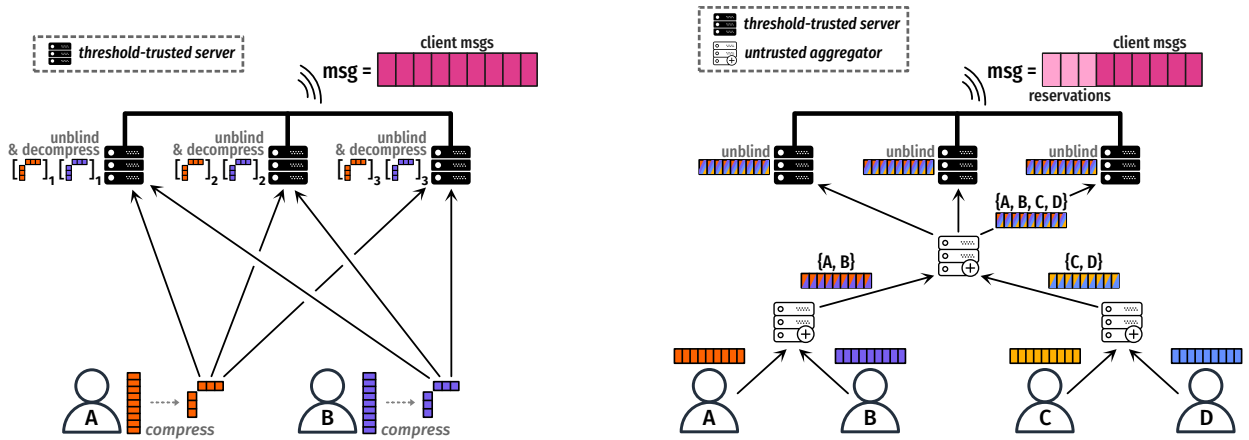 threshold-trusted server
client msgs
msg =
unblind
& decompress
[ ]1 [ ]1
unblind
& decompress
[ ]2 [ ]2
unblind
& decompress
[ ]3 [ ]3
A
compress
B
compress
threshold-trusted server
untrusted aggregator
client msgs
msg =
reservations
unblind
unblind
unblind
{A, B, C, D}
{A, B}
{C, D}
A
B
C
D